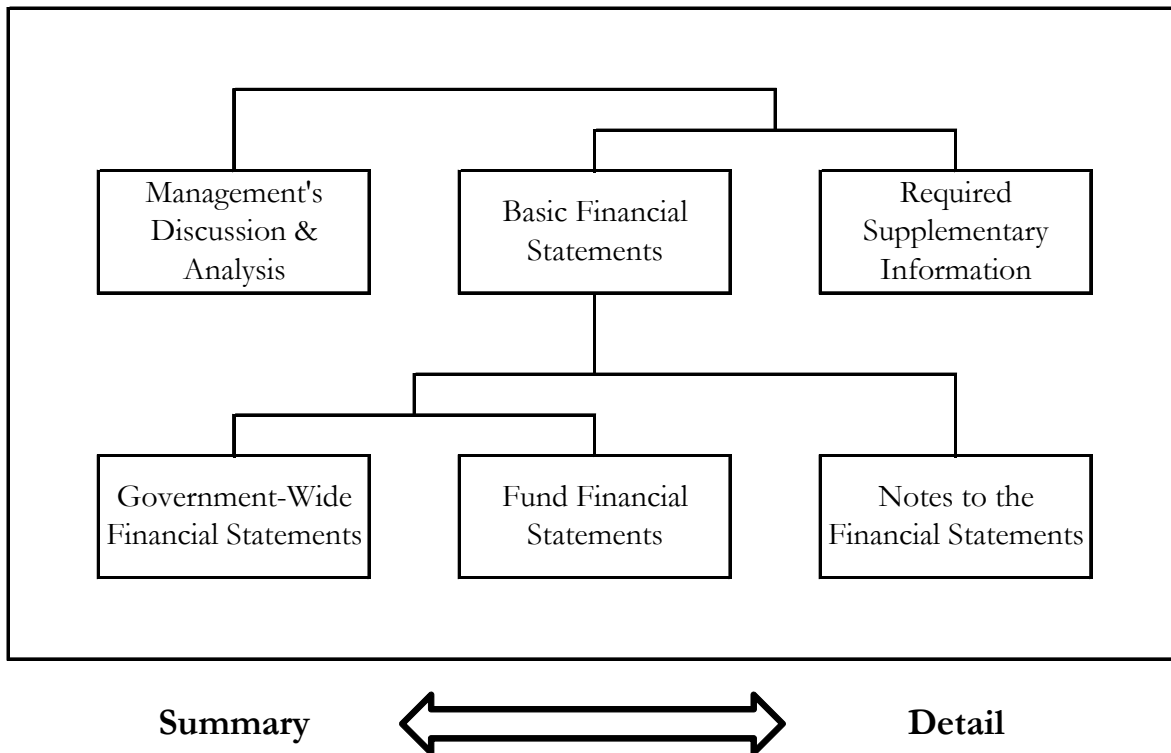 Management's
Discussion &
Analysis
Basic Financial
Statements
Required
Supplementary
Information
Government-Wide
Financial Statements
Fund Financial
Statements
Notes to the
Financial Statements
Summary
Detail